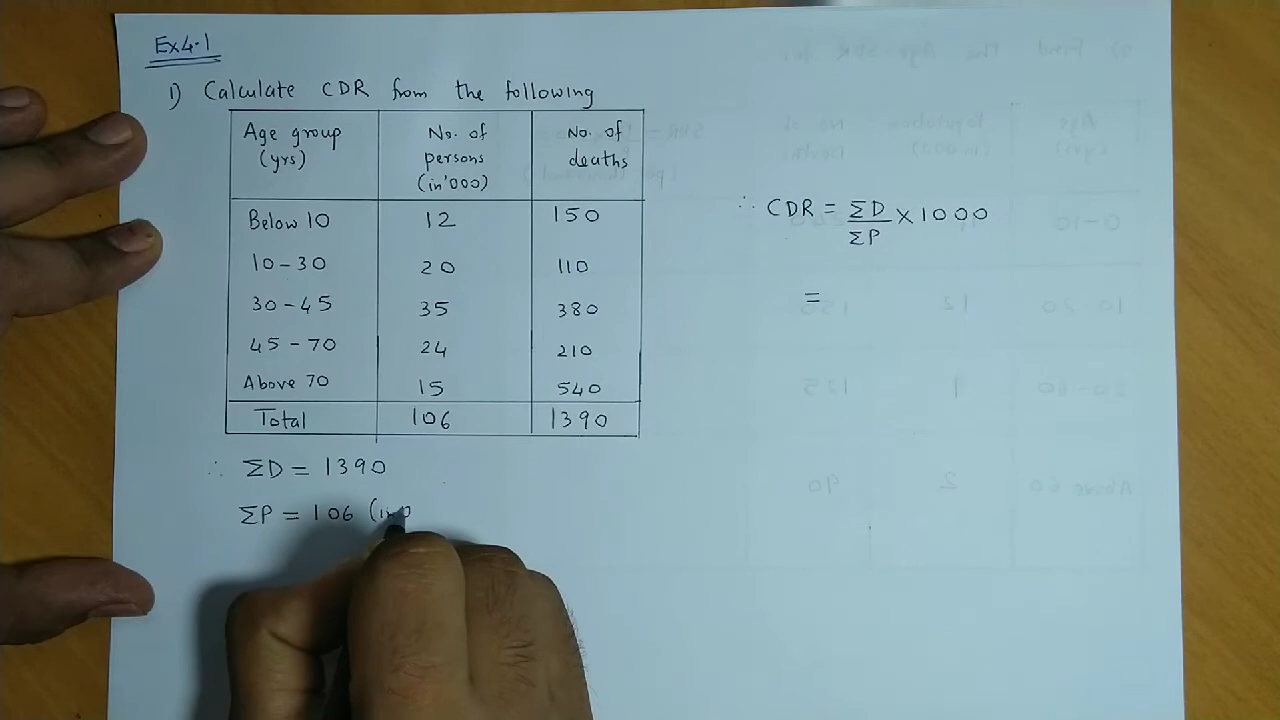 Ex4.1
1) Calculate CDR from the following
Age group (yrs) No. of persons (in'000) No. of deaths
Below 10 12 150
10-30 20 110
30-45 35 380
45-70 24 210
Above 70 15 540
Total 106 1390
∴ ΣD = 1390
ΣP = 106 (in
∴ CDR = ΣD/ΣP × 1000
=